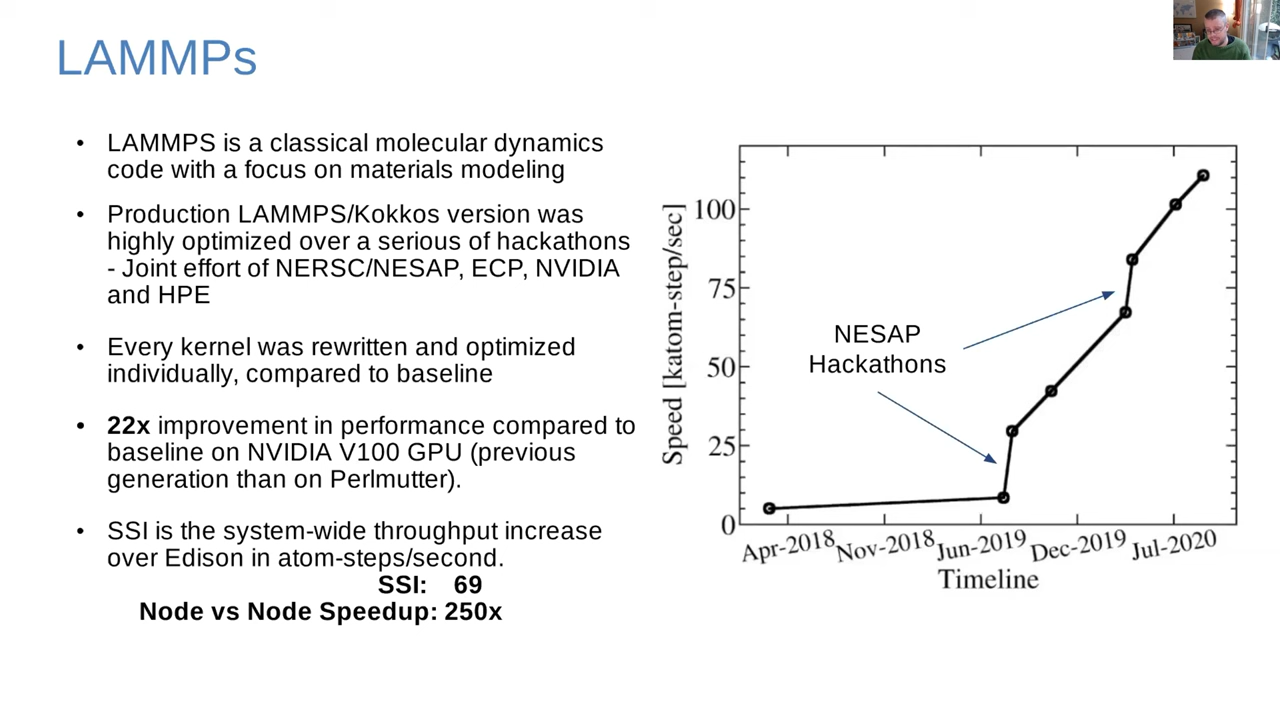 LAMMPs
• LAMMPS is a classical molecular dynamics
code with a focus on materials modeling
• Production LAMMPS/Kokkos version was
highly optimized over a serious of hackathons
- Joint effort of NERSC/NESAP, ECP, NVIDIA
and HPE
• Every kernel was rewritten and optimized
individually, compared to baseline
• 22x improvement in performance compared to
baseline on NVIDIA V100 GPU (previous
generation than on Perlmutter).
• SSI is the system-wide throughput increase
over Edison in atom-steps/second.
SSI: 69
Node vs Node Speedup: 250x
Speed [katom-step/sec]
100
75
50
25
0
NESAP
Hackathons
Apr-2018 Nov-2018 Jun-2019 Dec-2019 Jul-2020
Timeline